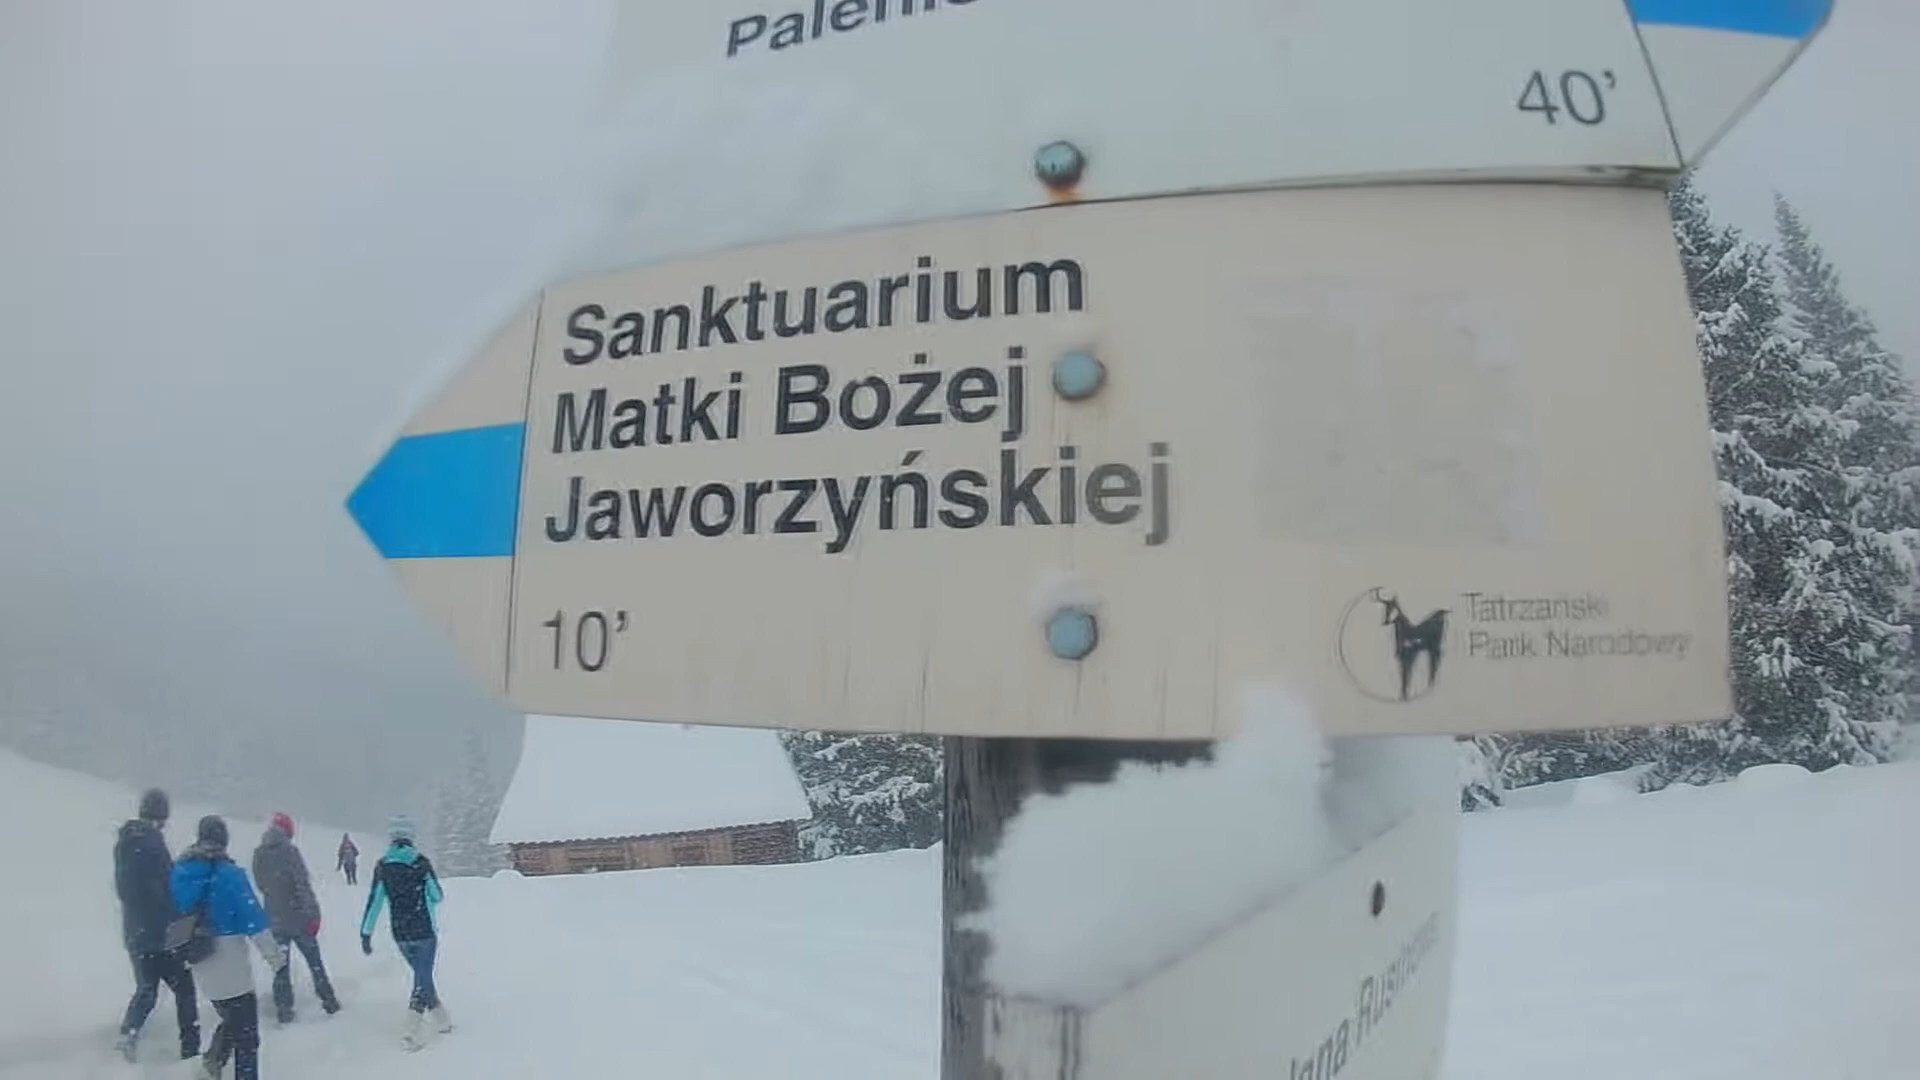 40’
Sanktuarium
Matki Bożej
Jaworzyńskiej
10’
Tatrzański
Park Narodowy